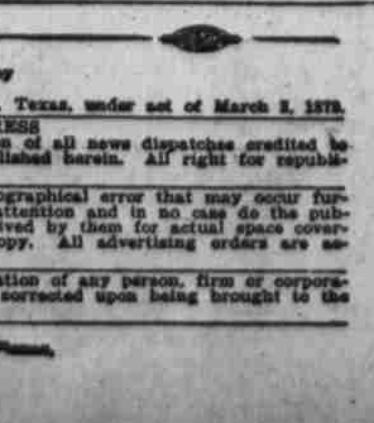 , Texas, under act of March 3, 1879.
ESS
n of all news dispatches credited to
lished herein. All right for republi-
ographical error that may occur fur-
attention and in no case do the pub-
ived by them for actual space cover-
opy. All advertising orders are ac-
ation of any person, firm or corpora-
corrected upon being brought to the